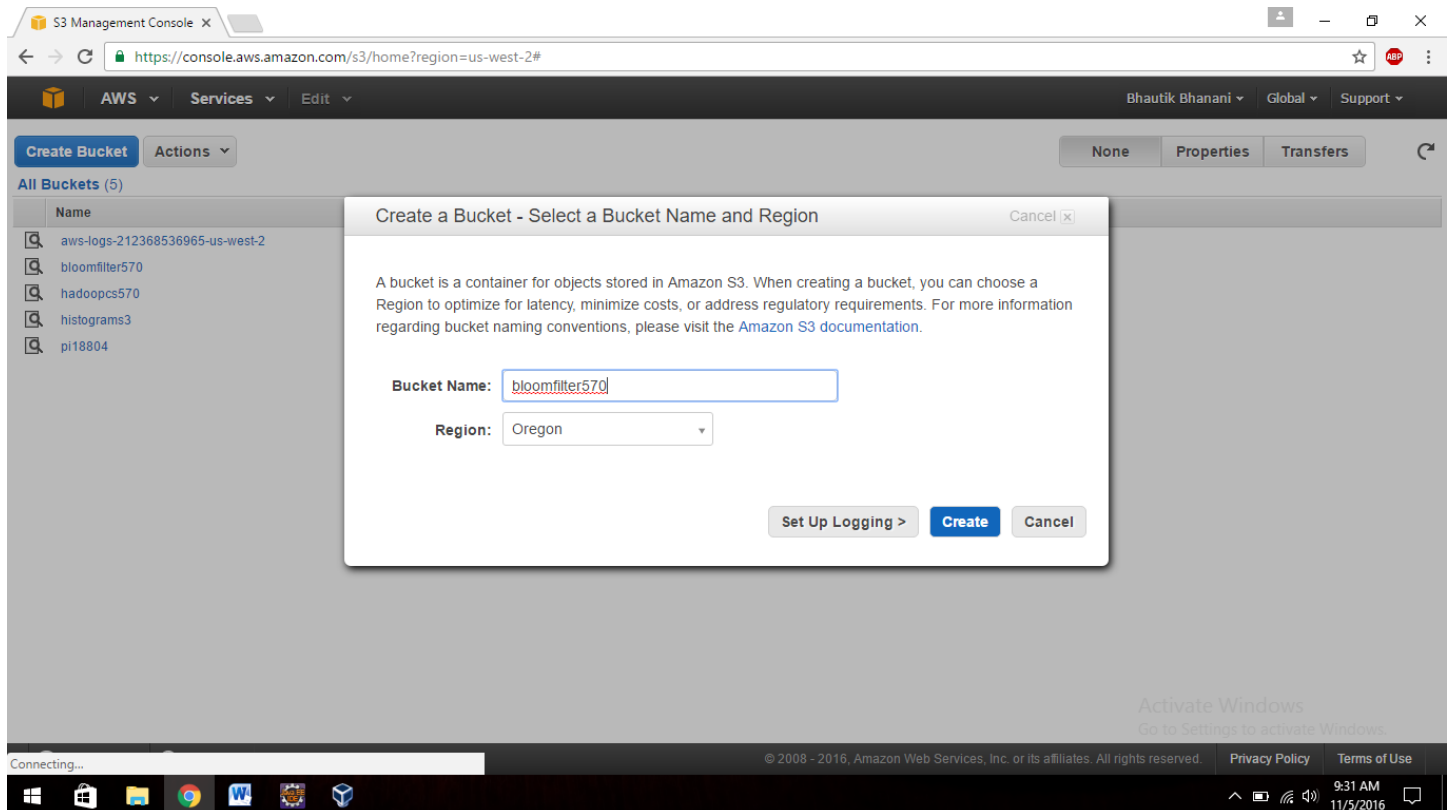 S3 Management Console
https://console.aws.amazon.com/s3/home?region=us-west-2#
ABP
AWS Services Edit Bhautik Bhanani Global Support
Create Bucket Actions None Properties Transfers
All Buckets (5)
Name
aws-logs-212368536965-us-west-2
bloomfilter570
hadoopcs570
histograms3
pi18804
Create a Bucket - Select a Bucket Name and Region Cancel x
A bucket is a container for objects stored in Amazon S3. When creating a bucket, you can choose a
Region to optimize for latency, minimize costs, or address regulatory requirements. For more information
regarding bucket naming conventions, please visit the Amazon S3 documentation.
Bucket Name: bloomfilter570
Region: Oregon
Set Up Logging > Create Cancel
Activate Windows
Go to Settings to activate Windows.
Connecting...
© 2008 - 2016, Amazon Web Services, Inc. or its affiliates. All rights reserved. Privacy Policy Terms of Use
9:31 AM
11/5/2016